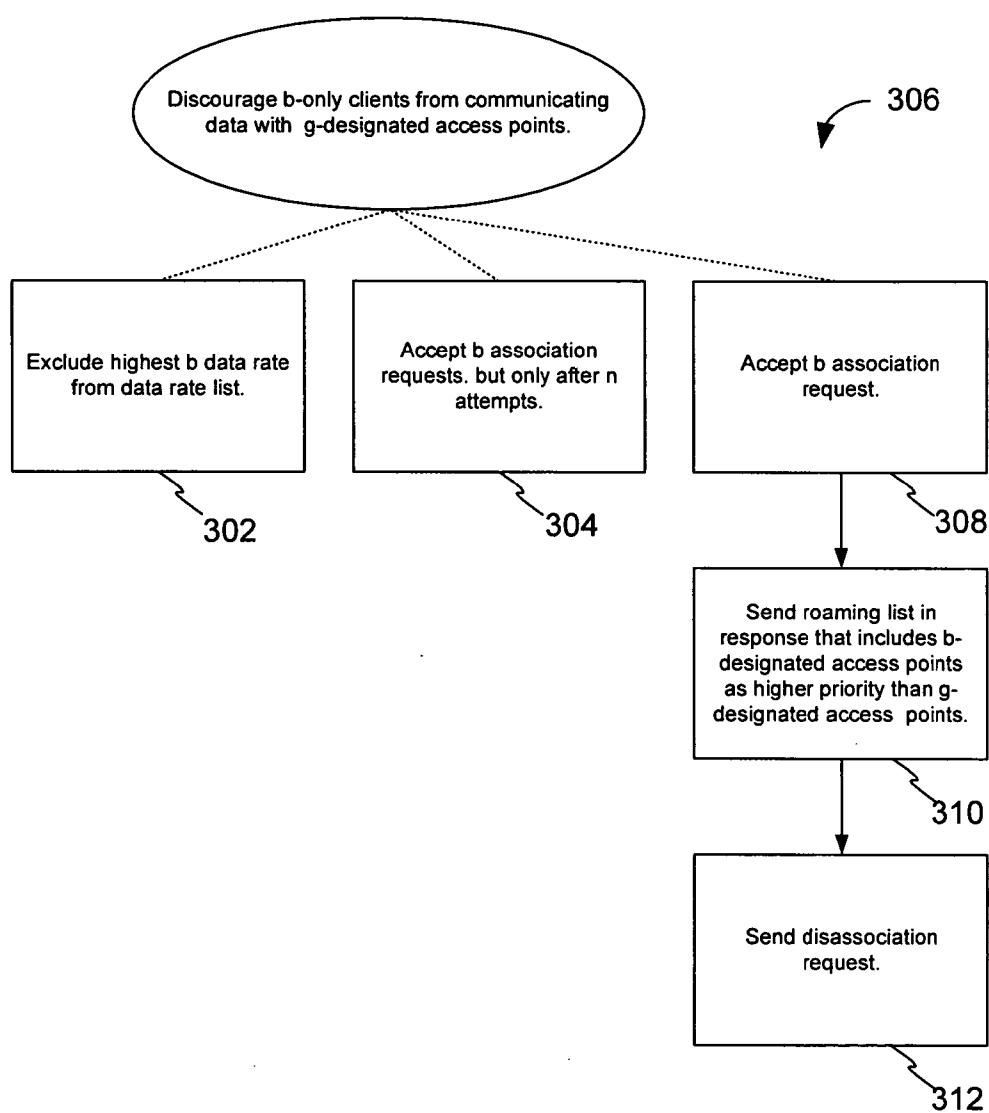 Discourage b-only clients from communicating
data with g-designated access points.
306
Exclude highest b data rate
from data rate list.
302
Accept b association
requests. but only after n
attempts.
304
Accept b association
request.
308
Send roaming list in
response that includes b-
designated access points
as higher priority than g-
designated access points.
310
Send disassociation
request.
312